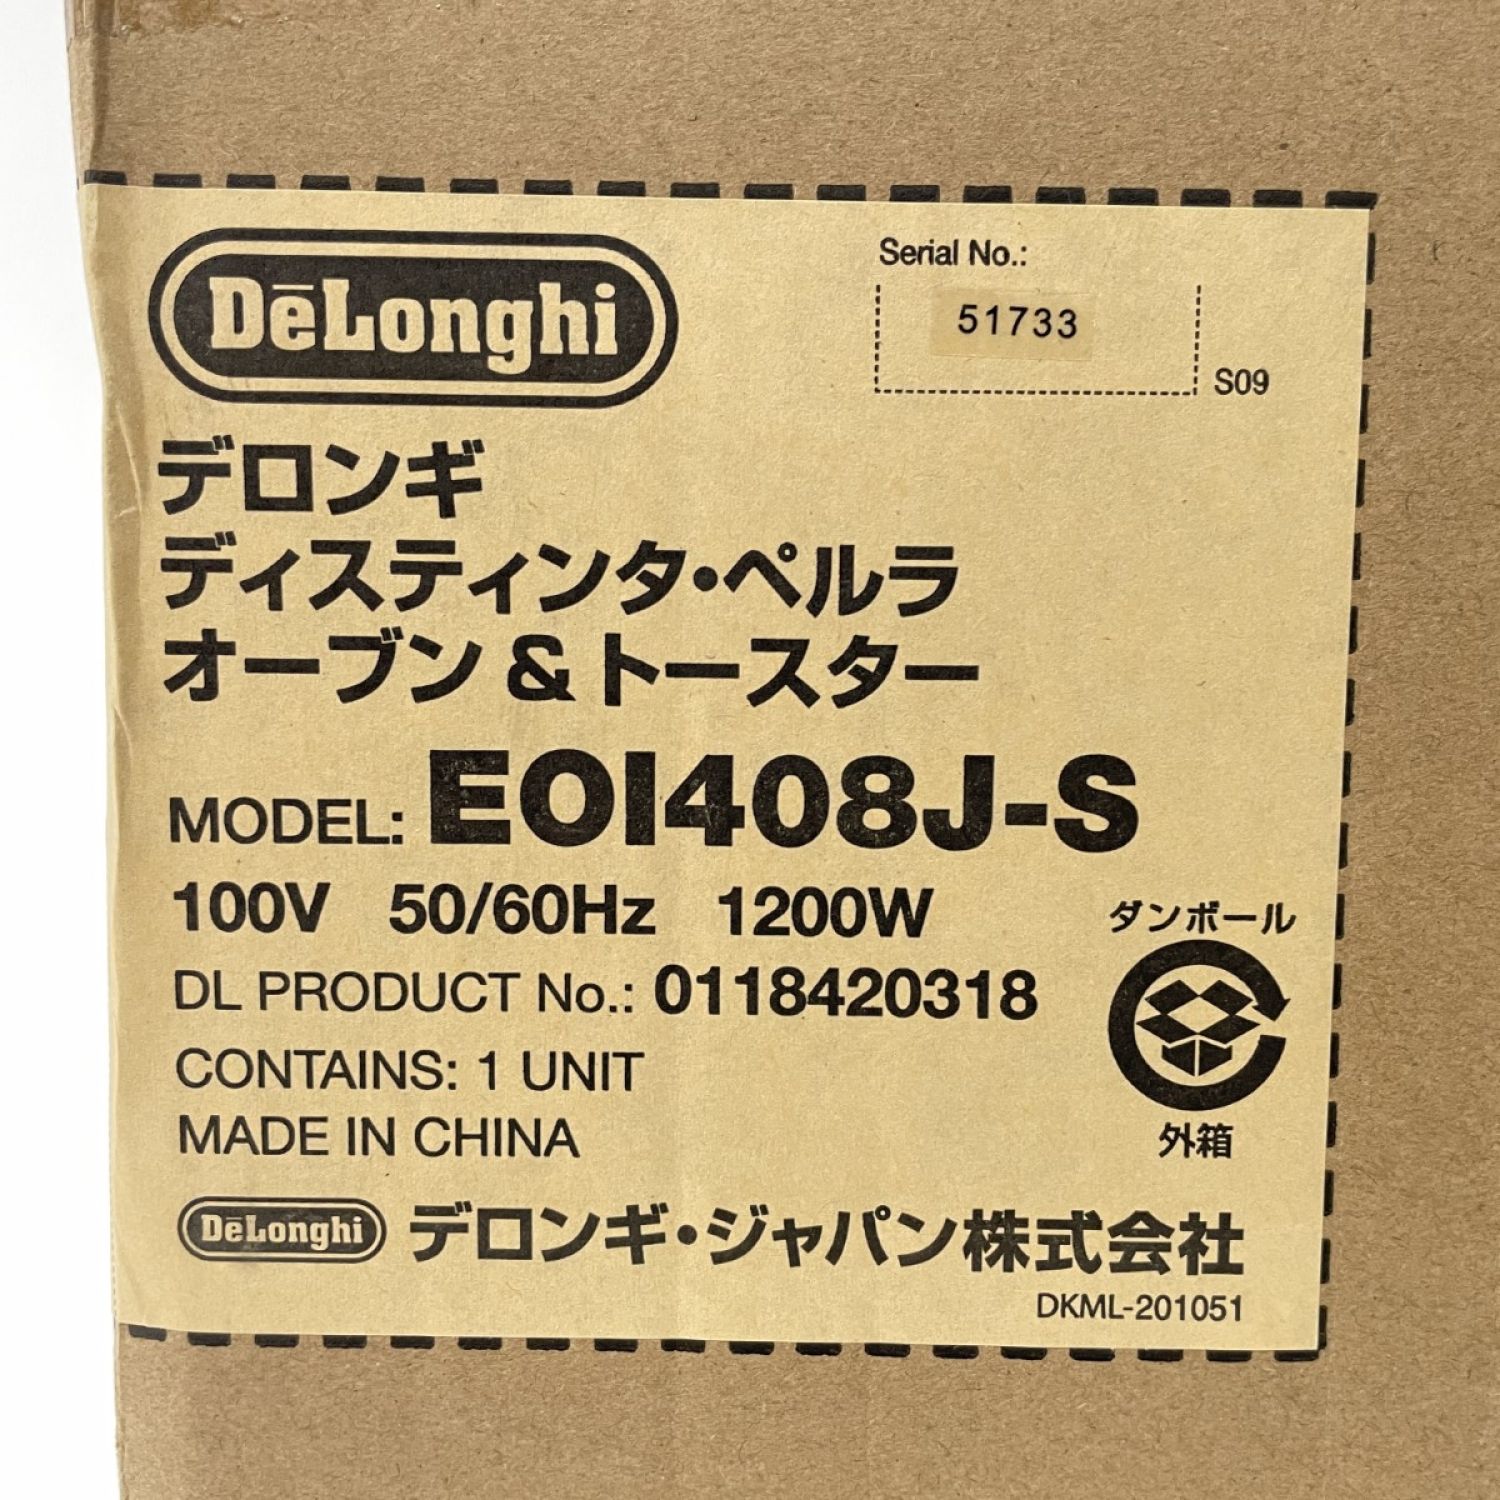 DēLonghi
Serial No.:
51733
S09
デロンギ
ディスティンタ・ペルラ
オーブン&トースター
MODEL: EOI408J-S
100V 50/60Hz 1200W
DL PRODUCT No.: 0118420318
CONTAINS: 1 UNIT
MADE IN CHINA
ダンボール
外箱
DēLonghi デロンギ・ジャパン株式会社
DKML-201051